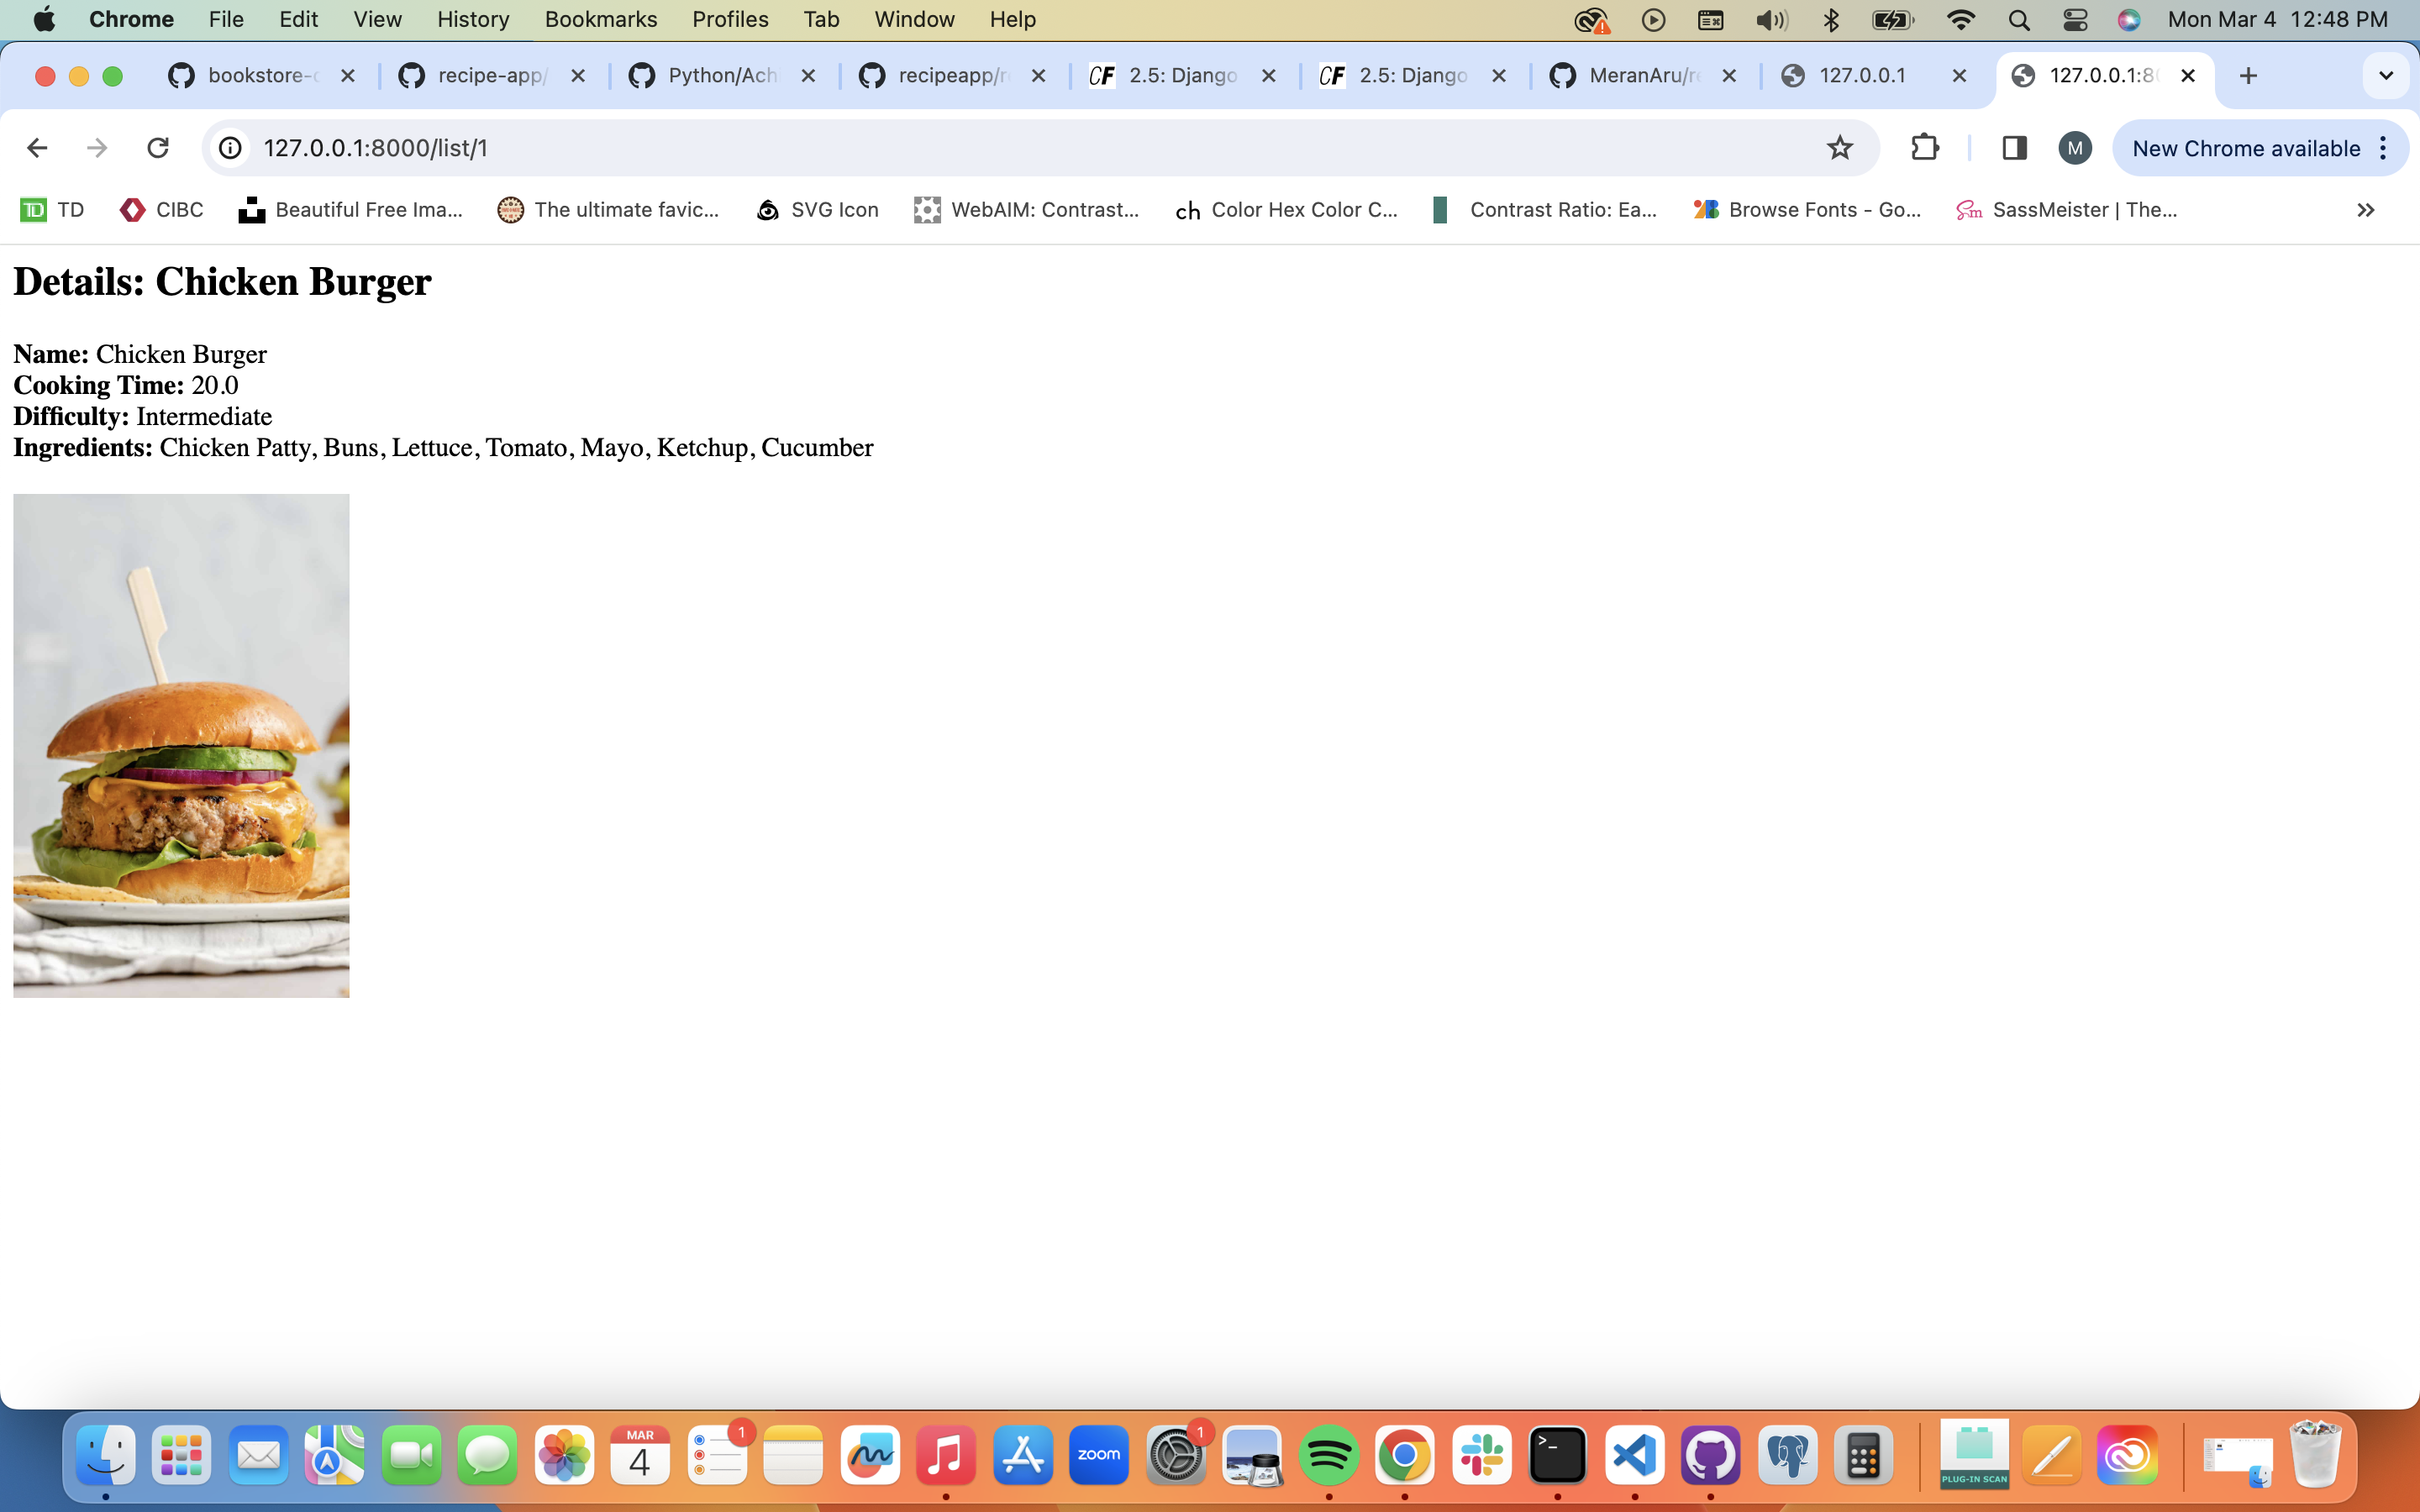 Chrome File Edit View History Bookmarks Profiles Tab Window Help Mon Mar 4 12:48 PM
bookstore- recipe-app/ Python/Ach recipeapp/r CF 2.5: Django CF 2.5: Django MeranAru/re 127.0.0.1 127.0.0.1:80
127.0.0.1:8000/list/1 M New Chrome available
TD TD CIBC Beautiful Free Ima... The ultimate favic... SVG Icon WebAIM: Contrast... ch Color Hex Color C... Contrast Ratio: Ea... Browse Fonts - Go... Sm SassMeister | The...
Details: Chicken Burger
Name: Chicken Burger
Cooking Time: 20.0
Difficulty: Intermediate
Ingredients: Chicken Patty, Buns, Lettuce, Tomato, Mayo, Ketchup, Cucumber
MAR
4
1
zoom
1
PLUG-IN SCAN